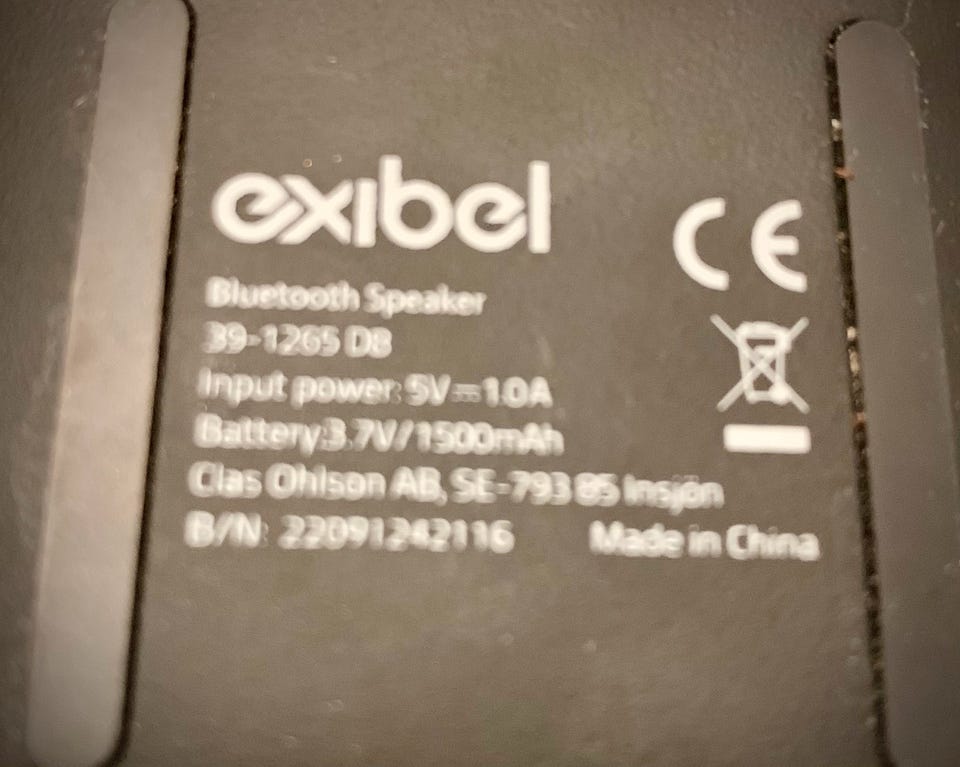 exibel
CE
Bluetooth Speaker
39-1265 DB
Input power: 5V⎓1.0A
Battery:3.7V/1500mAh
Clas Ohlson AB, SE-793 85 Insjön
B/N: 22091242116 Made in China